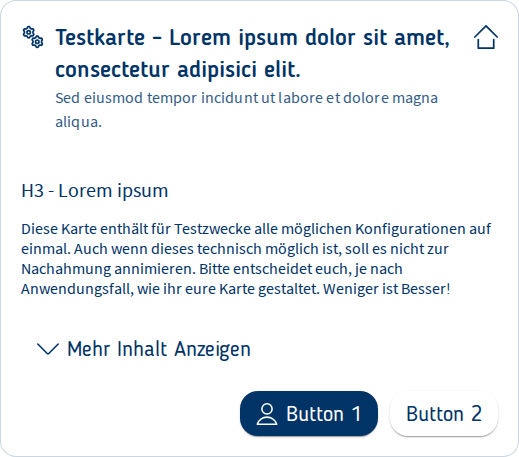 Testkarte – Lorem ipsum dolor sit amet,
consectetur adipisici elit.
Sed eiusmod tempor incidunt ut labore et dolore magna
aliqua.
H3 - Lorem ipsum
Diese Karte enthält für Testzwecke alle möglichen Konfigurationen auf
einmal. Auch wenn dieses technisch möglich ist, soll es nicht zur
Nachahmung annimieren. Bitte entscheidet euch, je nach
Anwendungsfall, wie ihr eure Karte gestaltet. Weniger ist Besser!
Mehr Inhalt Anzeigen
Button 1
Button 2